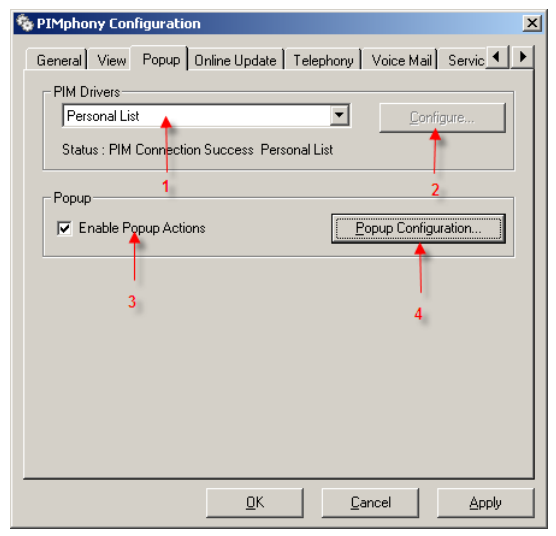 PIMphony Configuration
General View Popup Online Update Telephony Voice Mail Servic
PIM Drivers
Personal List
Configure...
Status : PIM Connection Success Personal List
1
2
Popup
Enable Popup Actions
Popup Configuration...
3
4
OK Cancel Apply